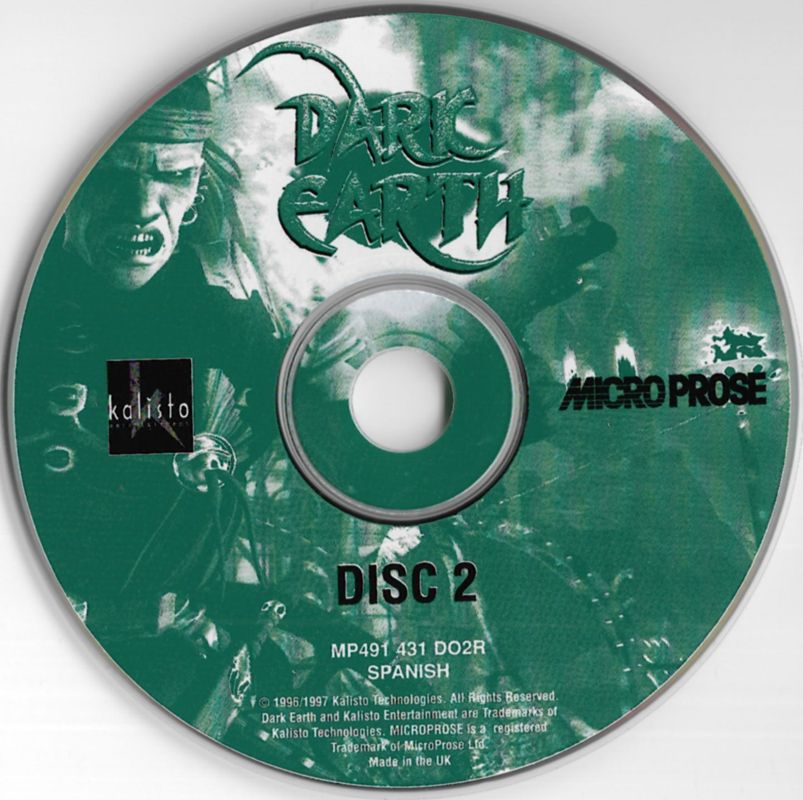 DARK
EARTH
kalisto
MICROPROSE
DISC 2
MP491 431 DO2R
SPANISH
© 1996/1997 Kalisto Technologies. All Rights Reserved.
Dark Earth and Kalisto Entertainment are Trademarks of
Kalisto Technologies. MICROPROSE is a registered
Trademark of MicroProse Ltd.
Made in the UK